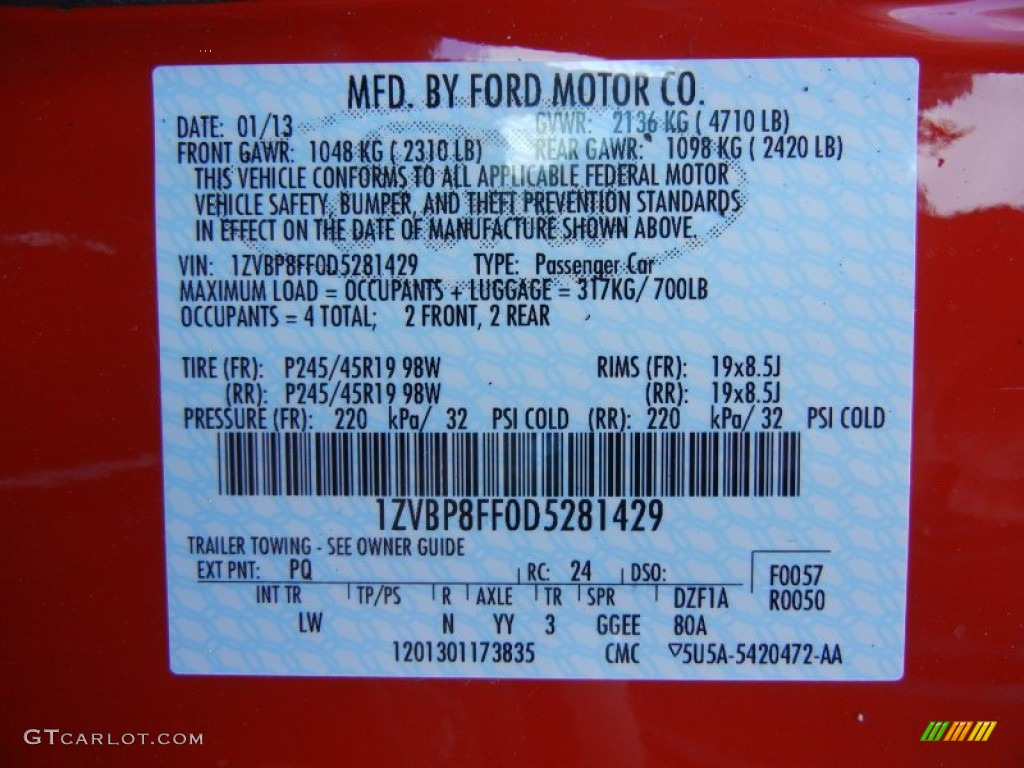 MFD. BY FORD MOTOR CO.
DATE: 01/13 GVWR: 2136 KG ( 4710 LB)
FRONT GAWR: 1048 KG ( 2310 LB) REAR GAWR: 1098 KG ( 2420 LB)
THIS VEHICLE CONFORMS TO ALL APPLICABLE FEDERAL MOTOR
VEHICLE SAFETY, BUMPER, AND THEFT PREVENTION STANDARDS
IN EFFECT ON THE DATE OF MANUFACTURE SHOWN ABOVE.
VIN: 1ZVBP8FF0D5281429 TYPE: Passenger Car
MAXIMUM LOAD = OCCUPANTS + LUGGAGE = 317KG/ 700LB
OCCUPANTS = 4 TOTAL; 2 FRONT, 2 REAR
TIRE (FR): P245/45R19 98W RIMS (FR): 19x8.5J
(RR): P245/45R19 98W (RR): 19x8.5J
PRESSURE (FR): 220 kPa/ 32 PSI COLD (RR): 220 kPa/ 32 PSI COLD
1ZVBP8FF0D5281429
TRAILER TOWING - SEE OWNER GUIDE
EXT PNT: PQ RC: 24 DSO: F0057
INT TR TP/PS R AXLE TR SPR DZF1A R0050
LW N YY 3 GGEE 80A
1201301173835 CMC ▽5U5A-5420472-AA
GTCARLOT.COM